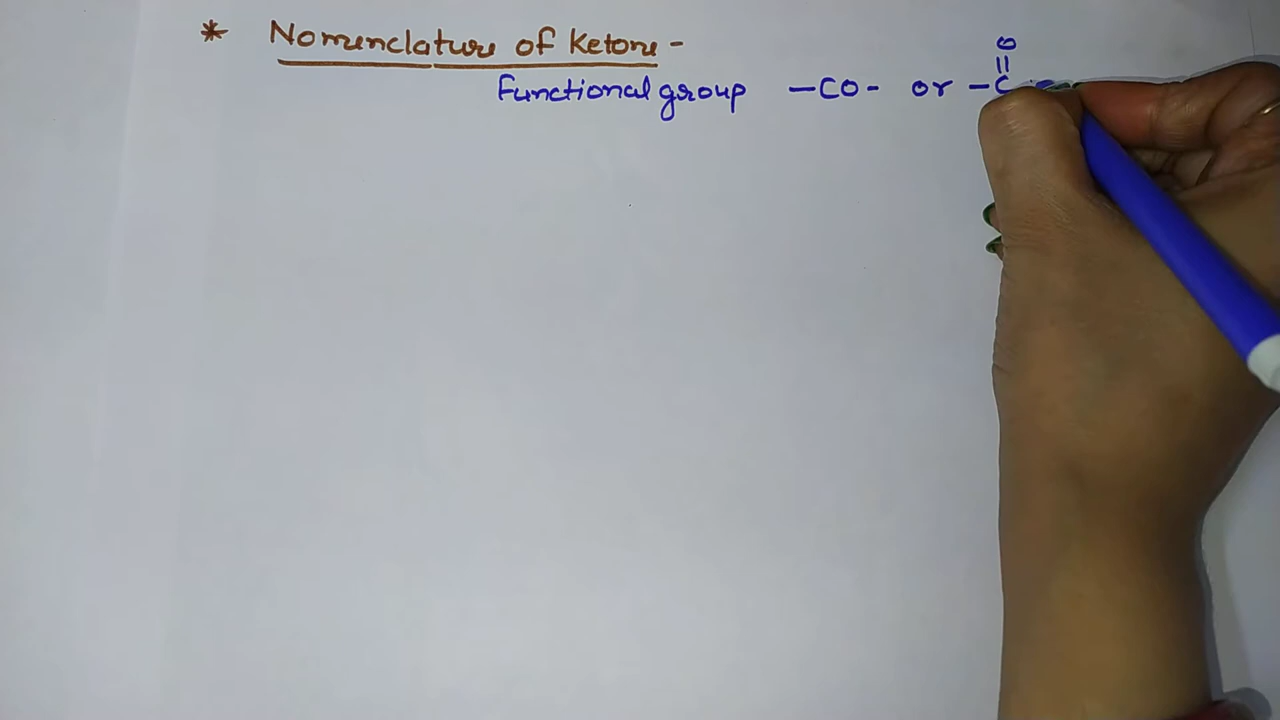 * Nomenclature of Ketone -
O
||
Functional group -CO- or -C-